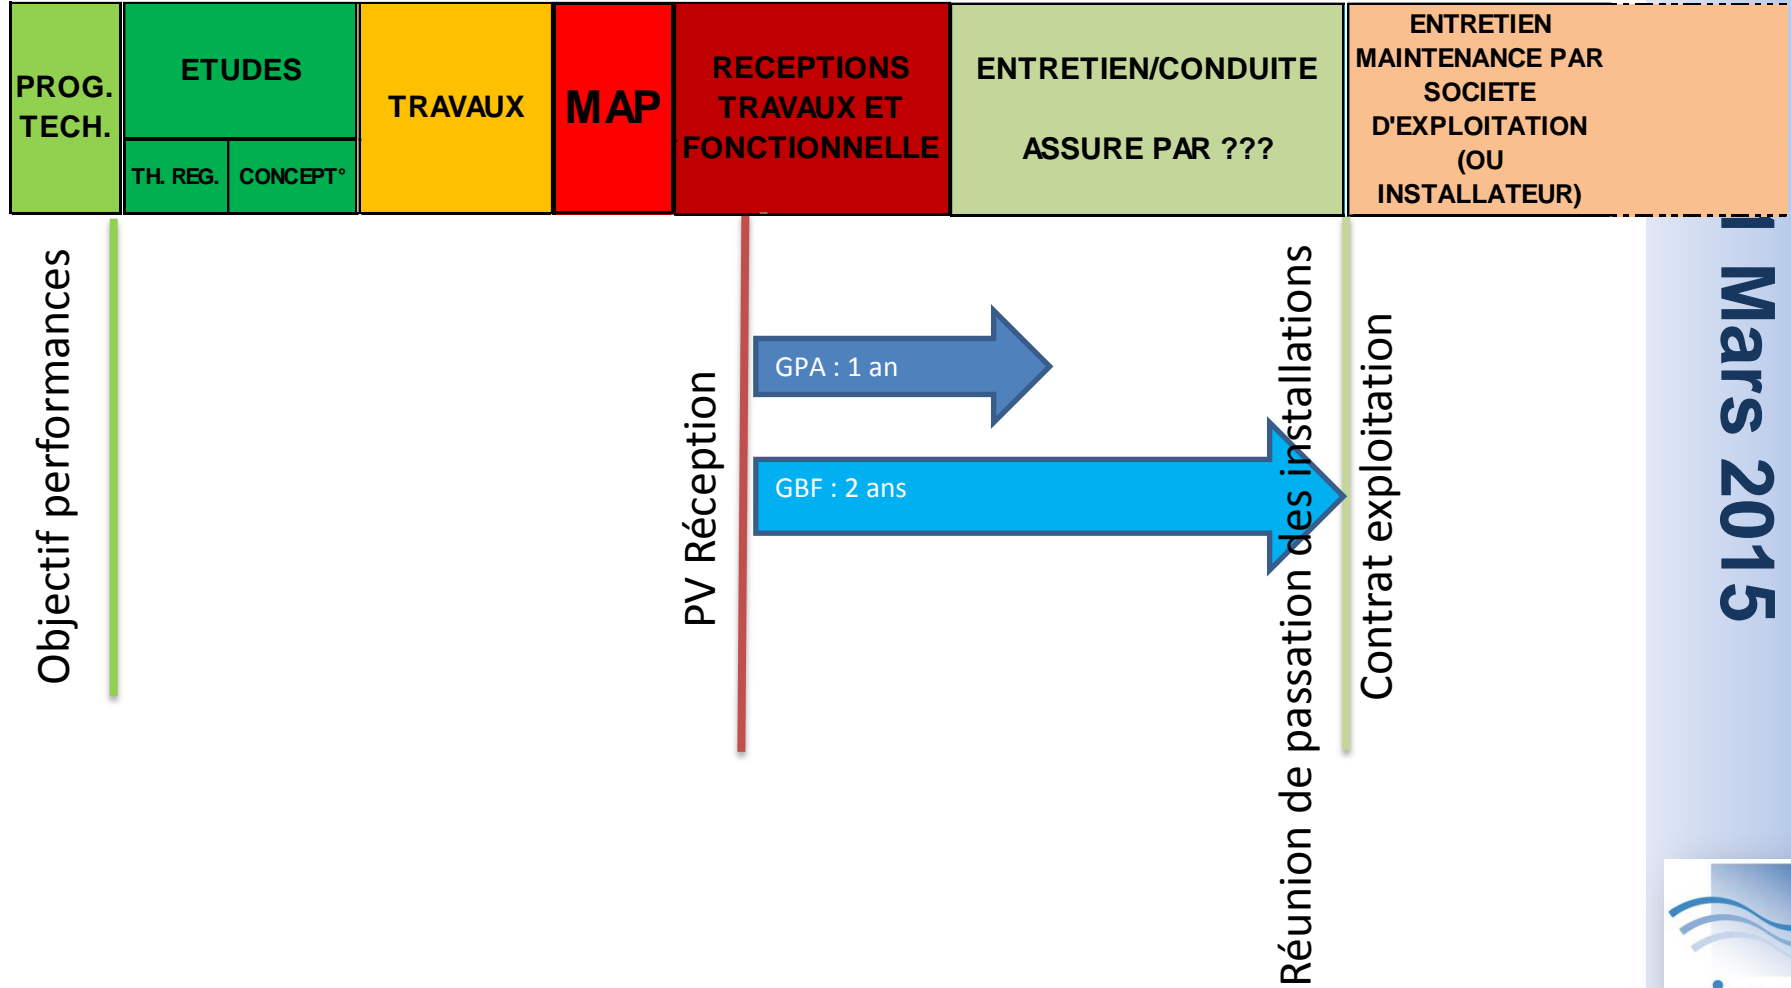 PROG.
TECH.
ETUDES
TH. REG.
CONCEPT°
TRAVAUX
MAP
RECEPTIONS
TRAVAUX ET
FONCTIONNELLE
ENTRETIEN/CONDUITE
ASSURE PAR ???
ENTRETIEN
MAINTENANCE PAR
SOCIETE
D'EXPLOITATION
(OU
INSTALLATEUR)
Objectif performances
PV Réception
GPA : 1 an
GBF : 2 ans
Réunion de passation des installations
Contrat exploitation
Mars 2015